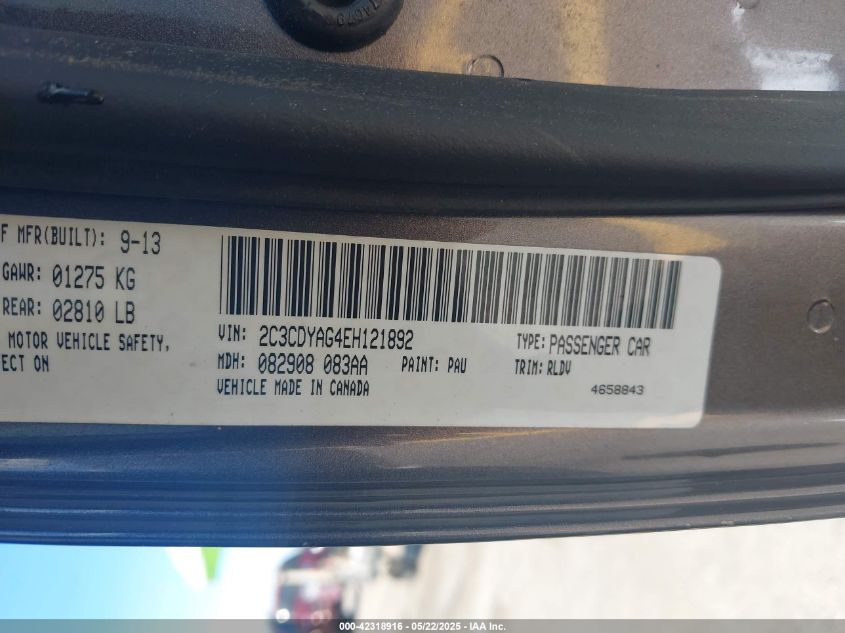 F MFR(BUILT): 9-13
GAWR: 01275 KG
REAR: 02810 LB
MOTOR VEHICLE SAFETY,
ECT ON
VIN: 2C3CDYAG4EH121892
TYPE: PASSENGER CAR
MDH: 082908 083AA
PAINT: PAU
TRIM: RLDV
VEHICLE MADE IN CANADA
4658843
000-42318916 - 05/22/2025 - IAA Inc.